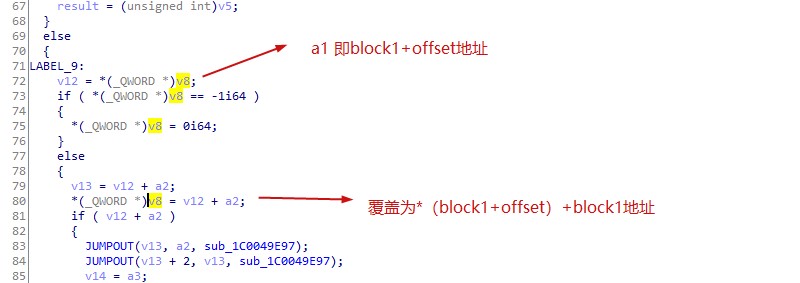 67 result = (unsigned int)v5;
68 }
69 else
70 {
71 LABEL_9:
72 v12 = *(_QWORD *)v8;
a1 即block1+offset地址
73 if ( *(_QWORD *)v8 == -1i64 )
74 {
75 *(_QWORD *)v8 = 0i64;
76 }
77 else
78 {
79 v13 = v12 + a2;
80 *(_QWORD *)v8 = v12 + a2;
覆盖为*（block1+offset）+block1地址
81 if ( v12 + a2 )
82 {
83 JUMPOUT(v13, a2, sub_1C0049E97);
84 JUMPOUT(v13 + 2, v13, sub_1C0049E97);
85 v14 = a3;